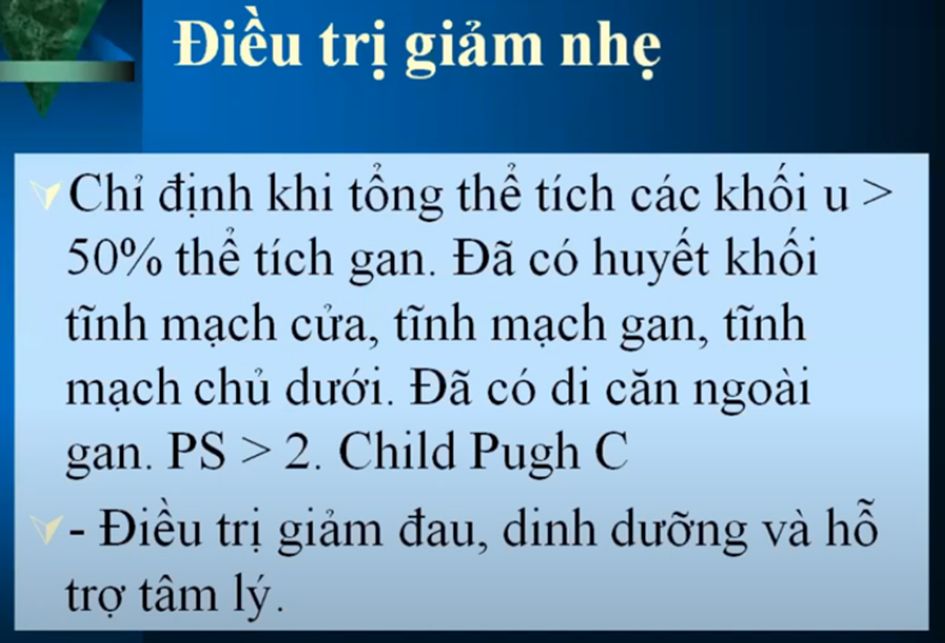 Điều trị giảm nhẹ
Chỉ định khi tổng thể tích các khối u >
50% thể tích gan. Đã có huyết khối
tĩnh mạch cửa, tĩnh mạch gan, tĩnh
mạch chủ dưới. Đã có di căn ngoài
gan. PS > 2. Child Pugh C
- Điều trị giảm đau, dinh dưỡng và hỗ
trợ tâm lý.